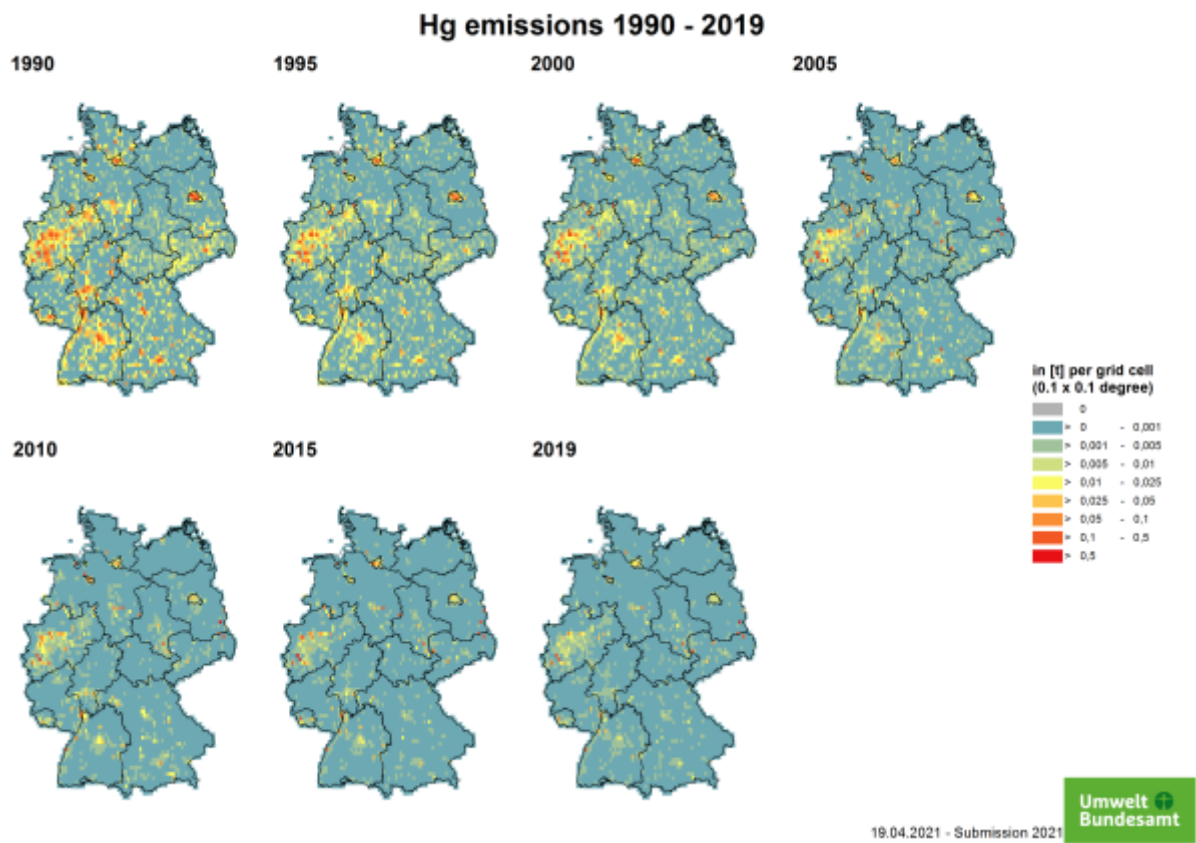 Hg emissions 1990 - 2019
1990
1995
2000
2005
2010
2015
2019
in [t] per grid cell
(0.1 x 0.1 degree)
0
> 0 - 0,001
> 0,001 - 0,005
> 0,005 - 0,01
> 0,01 - 0,025
> 0,025 - 0,05
> 0,05 - 0,1
> 0,1 - 0,5
> 0,5
19.04.2021 - Submission 2021
Umwelt
Bundesamt